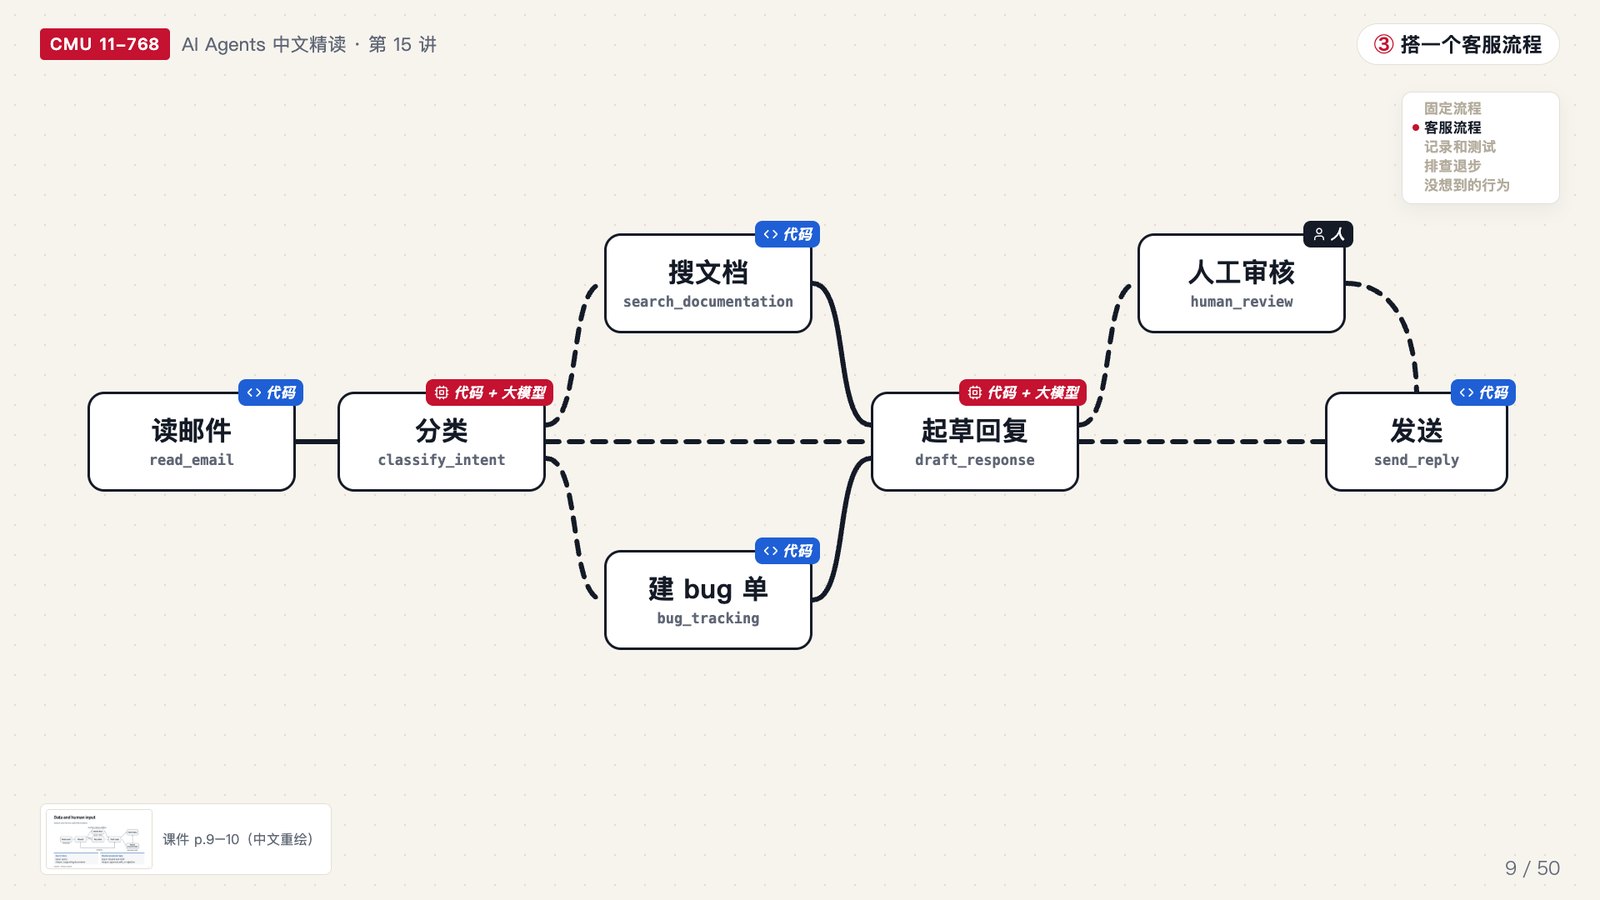 CMU 11-768 AI Agents 中文精读 · 第 15 讲
③ 搭一个客服流程
固定流程
客服流程
记录和测试
排查退步
没想到的行为
代码
搜文档
search_documentation
人
人工审核
human_review
代码
读邮件
read_email
代码 + 大模型
分类
classify_intent
代码 + 大模型
起草回复
draft_response
代码
发送
send_reply
代码
建 bug 单
bug_tracking
Data and human input
课件 p.9–10（中文重绘）
9 / 50